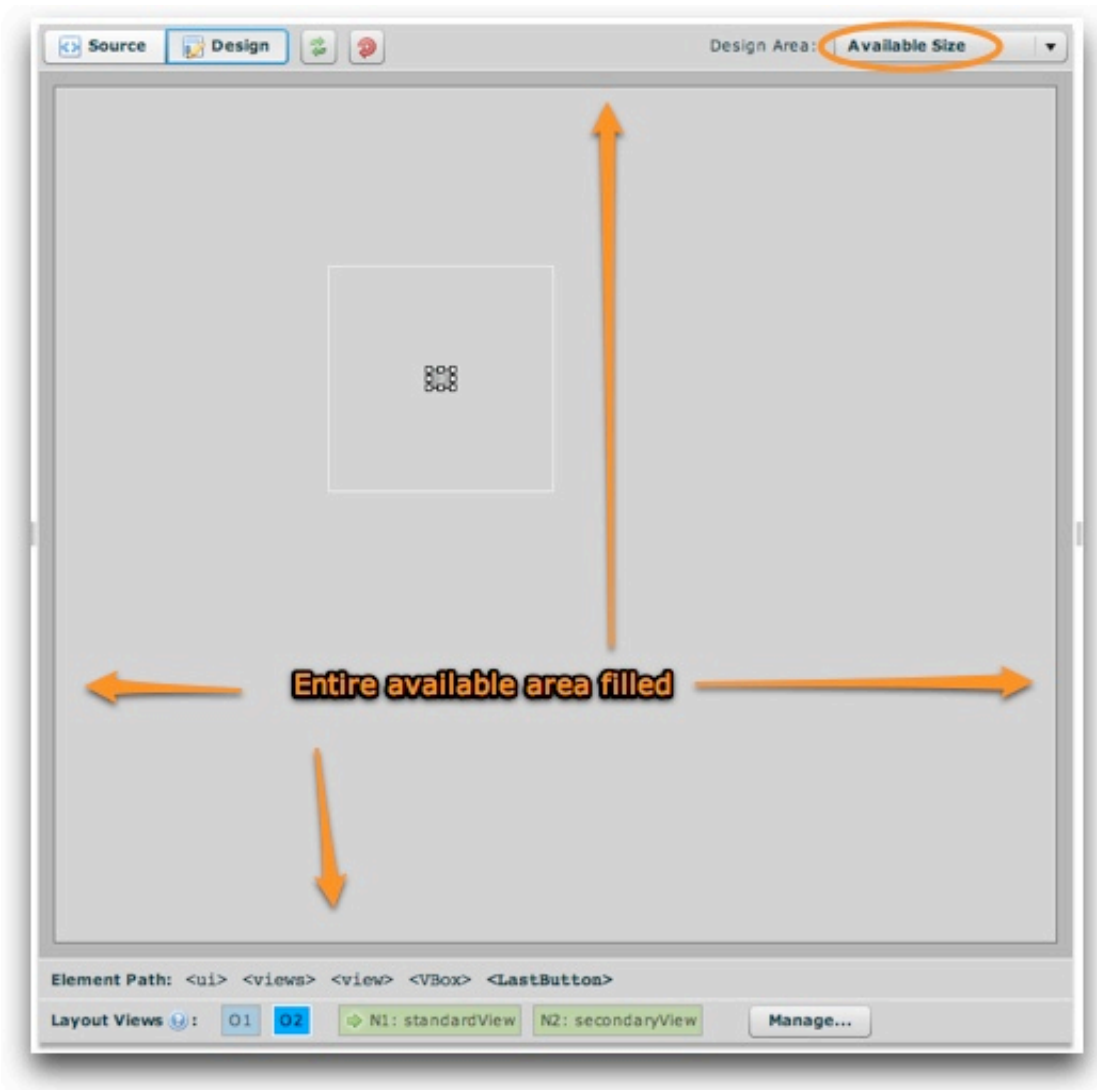 Source Design Design Area: Available Size
Entire available area filled
Element Path: <ui> <views> <view> <VBox> <LastButton>
Layout Views ?: O1 O2 N1: standardView N2: secondaryView Manage...